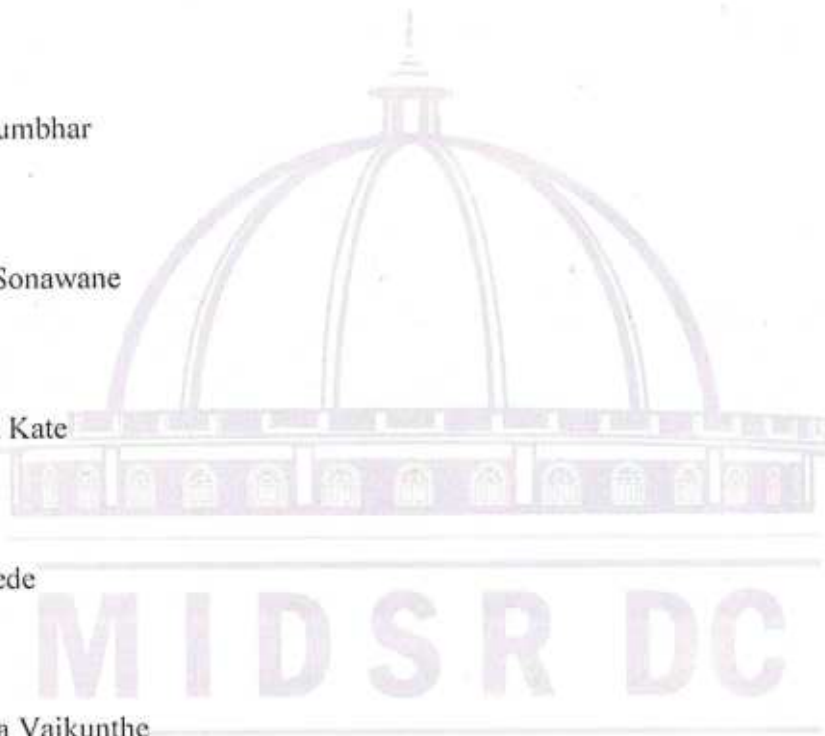 umbhar
Sonawane
Kate
ede
MIDSR DC
a Vaikunthe